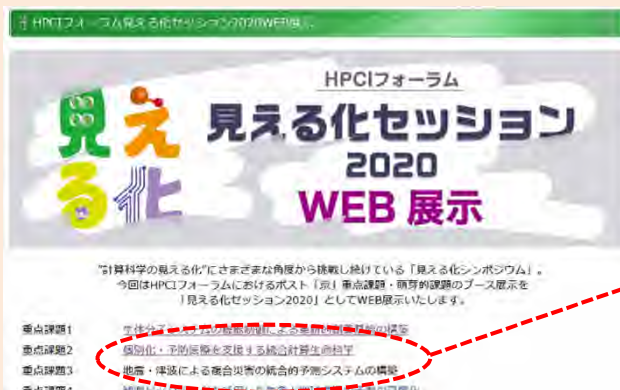 HPCIフォーラム見える化セッション2020WEB展示
見える化
HPCIフォーラム
見えるセッション
2020
WEB 展示
"計算科学の見える化"にさまざまな角度から挑戦し続けている「見える化シンポジウム」。
今回はHPCIフォーラムにおけるポスト「京」重点課題・萌芽的課題のブース展示を
「見える化セッション2020」としてWEB展示いたします。
重点課題1
重点課題2 個別化・予防医療を支援する統合計算生命科学
重点課題3 地震・津波による複合災害の統合的予測システムの構築